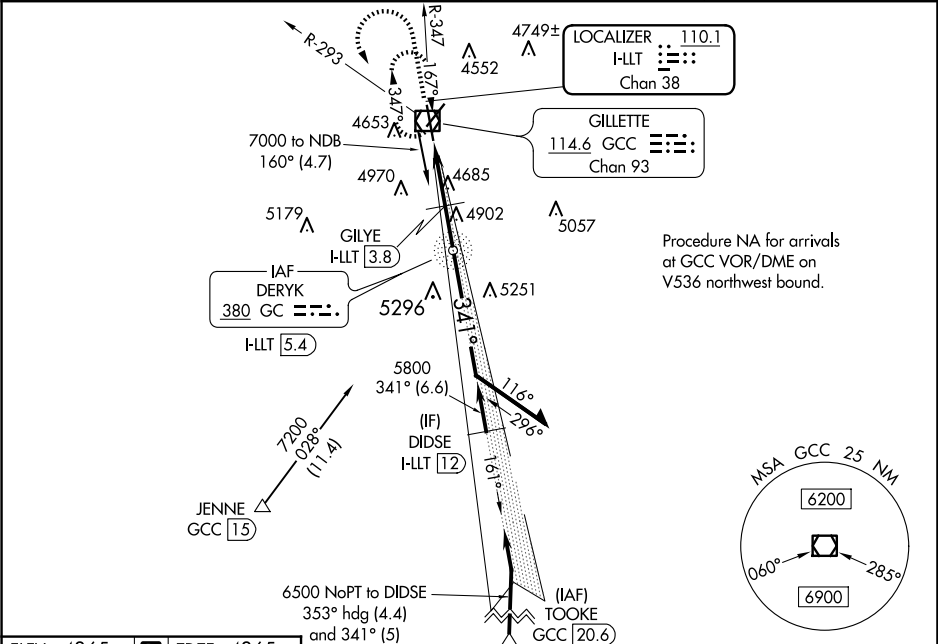 R-293
R-347
167°
347°
4552
4749±
LOCALIZER 110.1
I-LLT
Chan 38
GILLETTE
114.6 GCC
Chan 93
4653
7000 to NDB
160° (4.7)
4970
4685
5179
4902
5057
GILYE
I-LLT 3.8
Procedure NA for arrivals
at GCC VOR/DME on
V536 northwest bound.
IAF
DERYK
380 GC
I-LLT 5.4
5296
5251
341°
5800
341° (6.6)
116°
296°
(IF)
DIDSE
I-LLT 12
161°
7200
028°
(11.4)
JENNE
GCC 15
MSA GCC 25 NM
6200
060°
285°
6900
6500 NoPT to DIDSE
353° hdg (4.4)
and 341° (5)
(IAF)
TOOKE
GCC 20.6